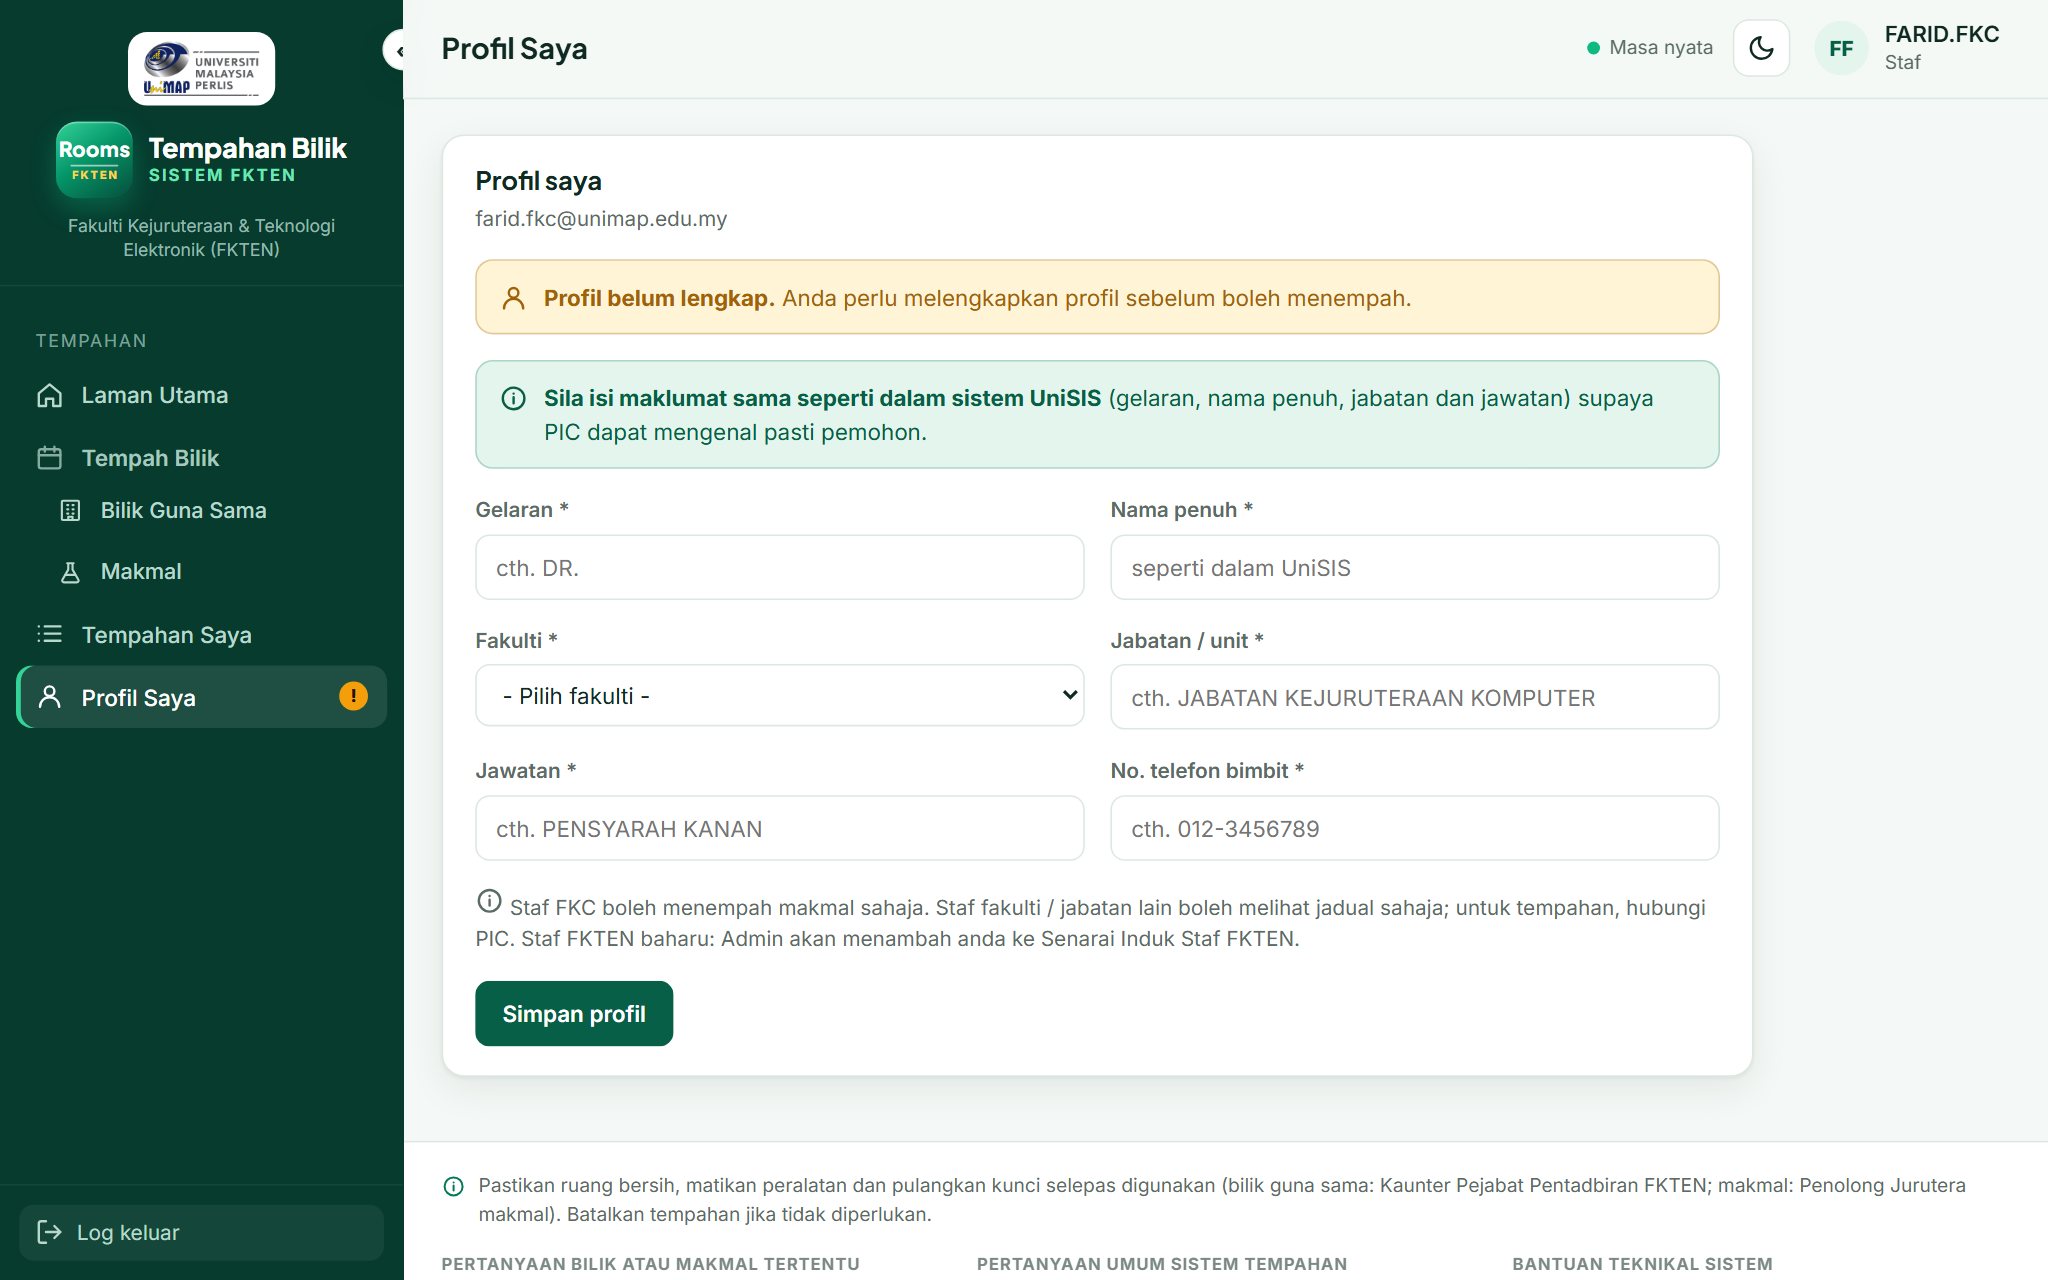 UNIVERSITI
MALAYSIA
PERLIS
UniMAP
Rooms
FKTEN
Tempahan Bilik
SISTEM FKTEN
Fakulti Kejuruteraan & Teknologi
Elektronik (FKTEN)
TEMPAHAN
Laman Utama
Tempah Bilik
Bilik Guna Sama
Makmal
Tempahan Saya
Profil Saya
!
Log keluar
Profil Saya
Masa nyata
FF
FARID.FKC
Staf
Profil saya
farid.fkc@unimap.edu.my
Profil belum lengkap. Anda perlu melengkapkan profil sebelum boleh menempah.
Sila isi maklumat sama seperti dalam sistem UniSIS (gelaran, nama penuh, jabatan dan jawatan) supaya
PIC dapat mengenal pasti pemohon.
Gelaran *
Nama penuh *
cth. DR.
seperti dalam UniSIS
Fakulti *
Jabatan / unit *
- Pilih fakulti -
cth. JABATAN KEJURUTERAAN KOMPUTER
Jawatan *
No. telefon bimbit *
cth. PENSYARAH KANAN
cth. 012-3456789
Staf FKC boleh menempah makmal sahaja. Staf fakulti / jabatan lain boleh melihat jadual sahaja; untuk tempahan, hubungi
PIC. Staf FKTEN baharu: Admin akan menambah anda ke Senarai Induk Staf FKTEN.
Simpan profil
Pastikan ruang bersih, matikan peralatan dan pulangkan kunci selepas digunakan (bilik guna sama: Kaunter Pejabat Pentadbiran FKTEN; makmal: Penolong Jurutera
makmal). Batalkan tempahan jika tidak diperlukan.
PERTANYAAN BILIK ATAU MAKMAL TERTENTU
PERTANYAAN UMUM SISTEM TEMPAHAN
BANTUAN TEKNIKAL SISTEM